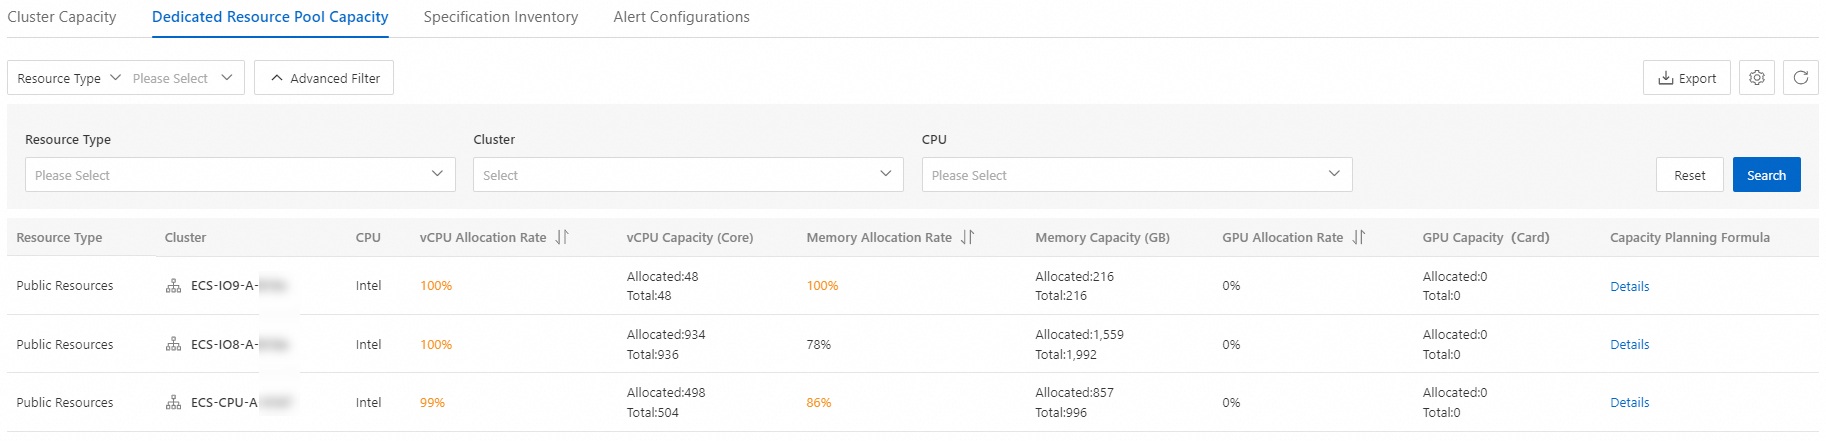 Cluster Capacity Dedicated Resource Pool Capacity Specification Inventory Alert Configurations
Resource Type Please Select Advanced Filter Export
Resource Type Cluster CPU
Please Select Select Please Select Reset Search
Resource Type Cluster CPU vCPU Allocation Rate vCPU Capacity (Core) Memory Allocation Rate Memory Capacity (GB) GPU Allocation Rate GPU Capacity (Card) Capacity Planning Formula
Public Resources ECS-IO9-A- Intel 100% Allocated:48 100% Allocated:216 0% Allocated:0 Details
Total:48 Total:216 Total:0
Public Resources ECS-IO8-A- Intel 100% Allocated:934 78% Allocated:1,559 0% Allocated:0 Details
Total:936 Total:1,992 Total:0
Public Resources ECS-CPU-A Intel 99% Allocated:498 86% Allocated:857 0% Allocated:0 Details
Total:504 Total:996 Total:0